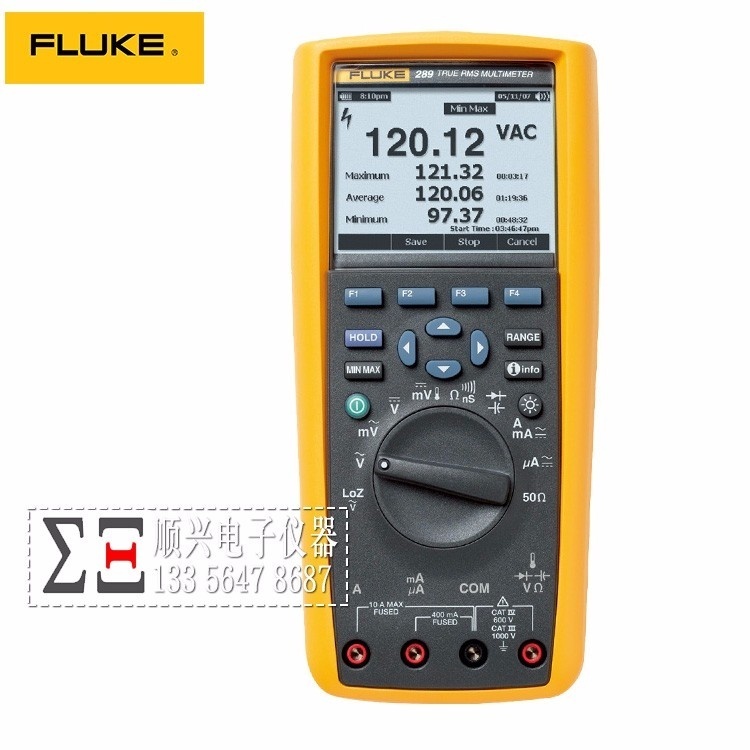 FLUKE®
FLUKE 289 TRUE RMS MULTIMETER
8:10pm 05/11/07
Min Max
120.12 VAC
Maximum 121.32 00:03:17
Average 120.06 01:19:36
Minimum 97.37 00:48:32
Start Time :03:46:47pm
Save Stop Cancel
F1 F2 F3 F4
HOLD RANGE
MIN MAX i info
mV Ω nS
V
mV A mA
V µA
LoZ V 50Ω
顺兴电子仪器
133 5647 8687
A mA µA COM V Ω
10 A MAX FUSED
400 mA FUSED
CAT IV 600 V
CAT III 1000 V